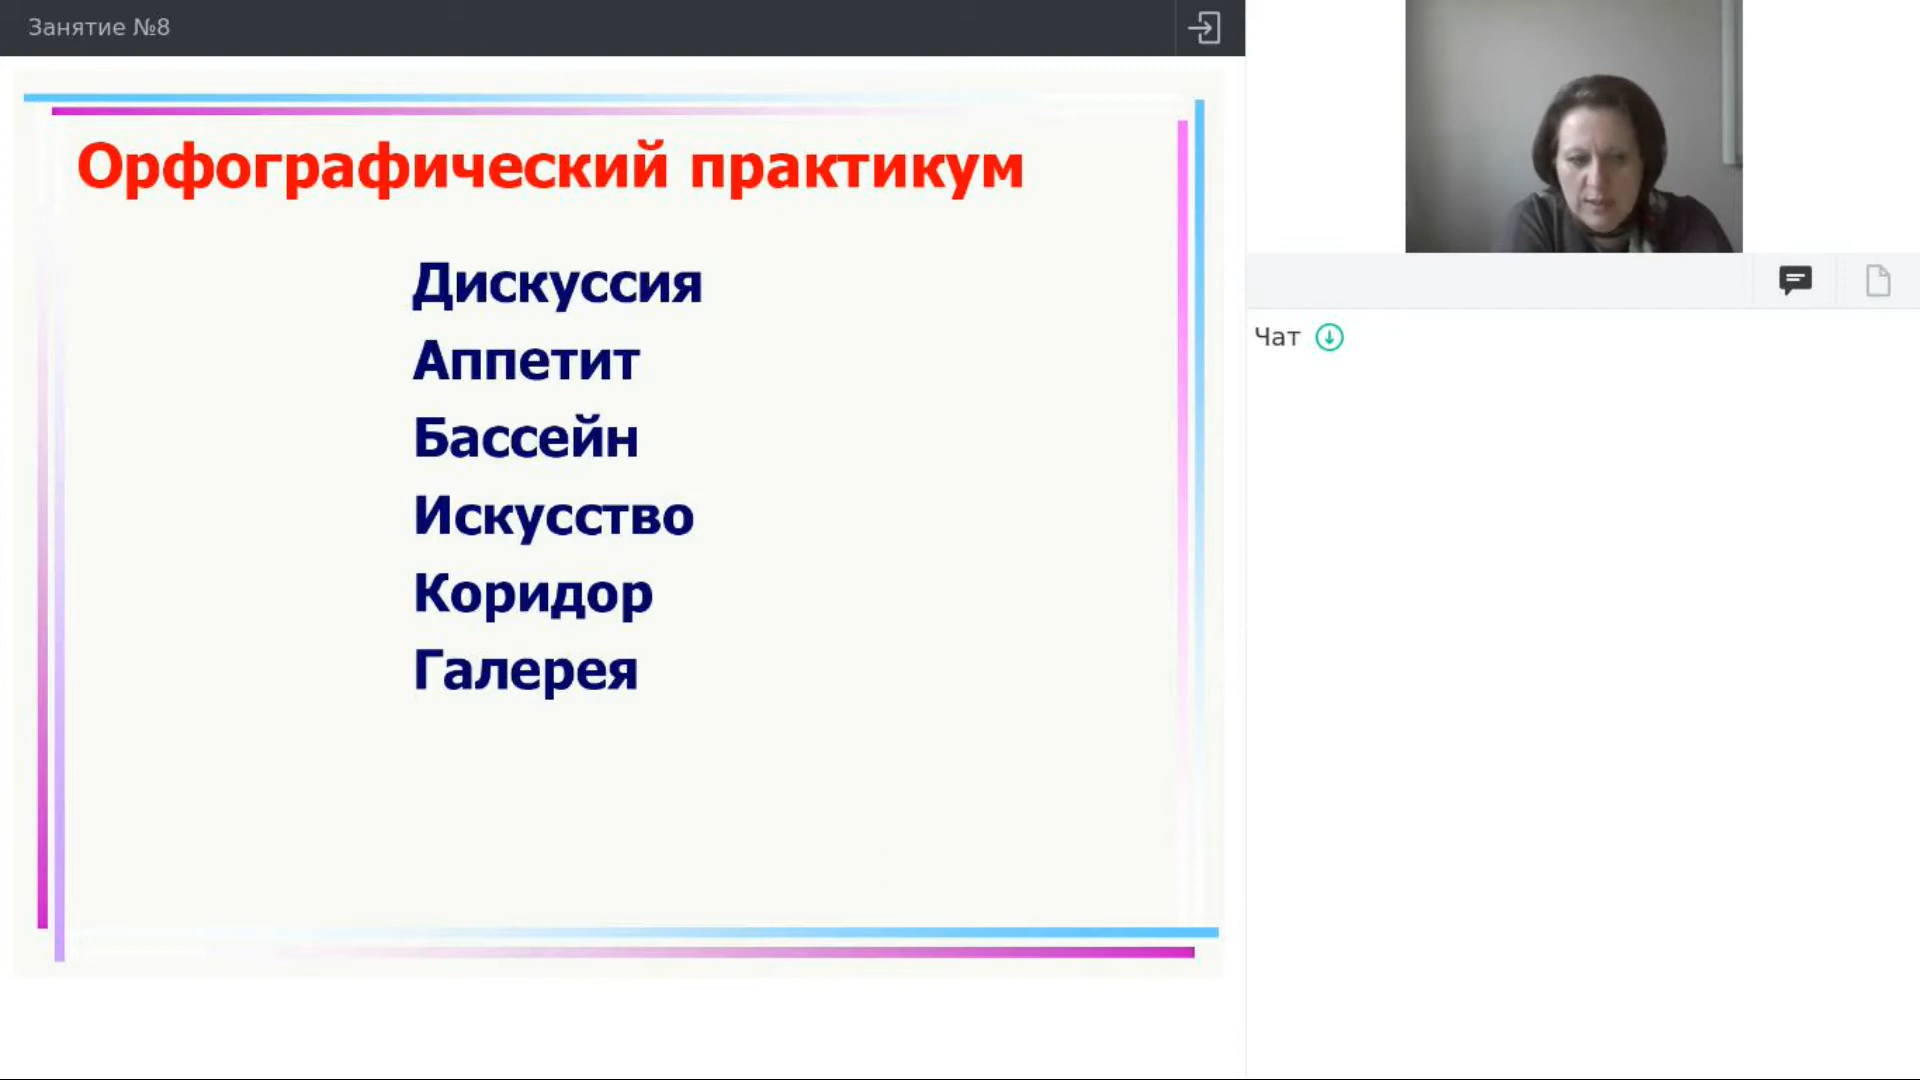 Занятие №8
Орфографический практикум
Дискуссия
Аппетит
Бассейн
Искусство
Коридор
Галерея
Чат